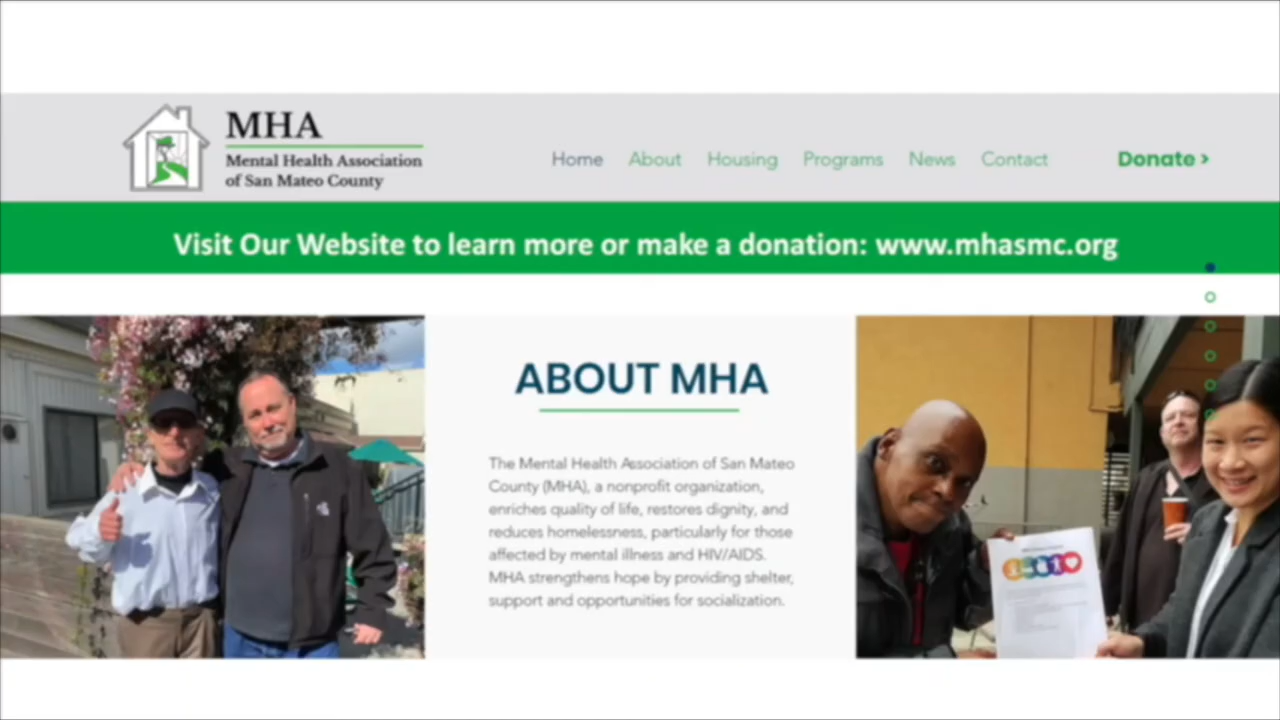 MHA
Mental Health Association
of San Mateo County
Home About Housing Programs News Contact Donate >
Visit Our Website to learn more or make a donation: www.mhasmc.org
ABOUT MHA
The Mental Health Association of San Mateo
County (MHA), a nonprofit organization,
enriches quality of life, restores dignity, and
reduces homelessness, particularly for those
affected by mental illness and HIV/AIDS.
MHA strengthens hope by providing shelter,
support and opportunities for socialization.